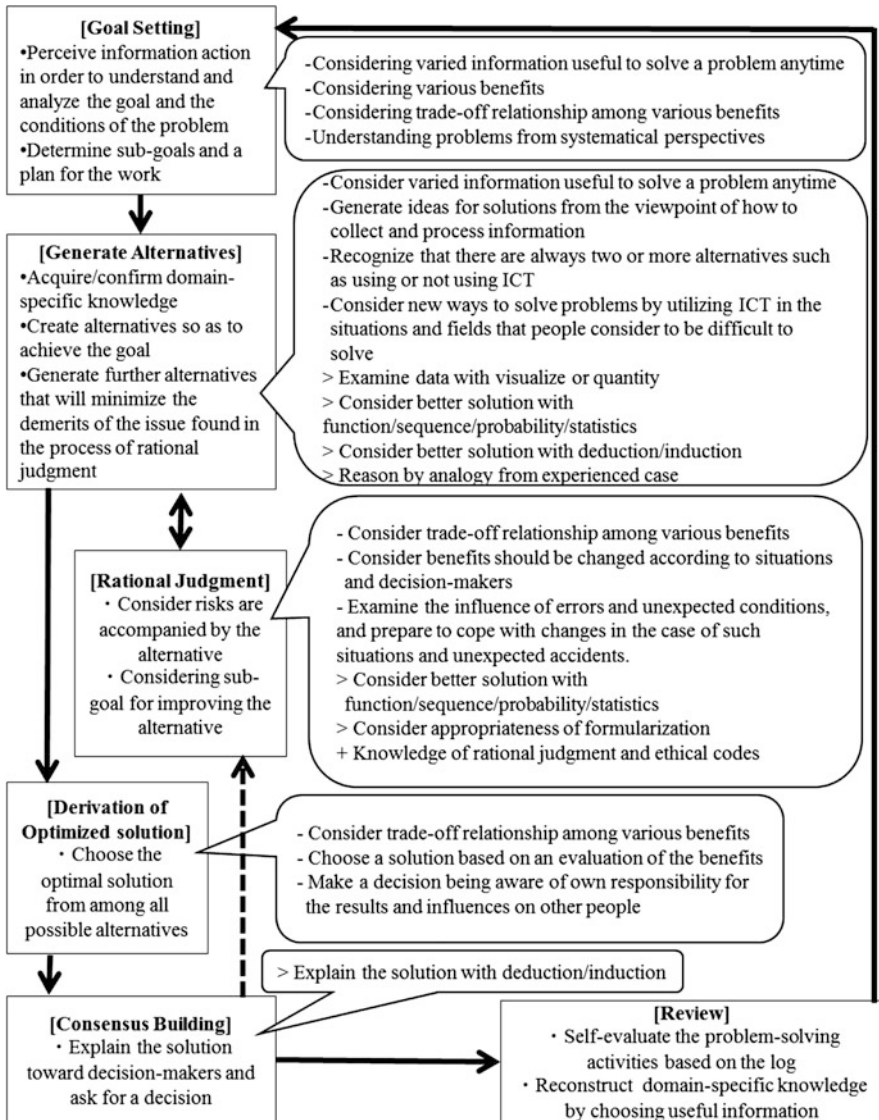 [Goal Setting]
•Perceive information action
in order to understand and
analyze the goal and the
conditions of the problem
•Determine sub-goals and a
plan for the work
-Considering varied information useful to solve a problem anytime
-Considering various benefits
-Considering trade-off relationship among various benefits
-Understanding problems from systematical perspectives
[Generate Alternatives]
•Acquire/confirm domain-
specific knowledge
•Create alternatives so as to
achieve the goal
•Generate further alternatives
that will minimize the
demerits of the issue found in
the process of rational
judgment
-Consider varied information useful to solve a problem anytime
-Generate ideas for solutions from the viewpoint of how to
collect and process information
-Recognize that there are always two or more alternatives such
as using or not using ICT
-Consider new ways to solve problems by utilizing ICT in the
situations and fields that people consider to be difficult to
solve
> Examine data with visualize or quantity
> Consider better solution with
function/sequence/probability/statistics
> Consider better solution with deduction/induction
> Reason by analogy from experienced case
[Rational Judgment]
・Consider risks are
accompanied by the
alternative
・Considering sub-
goal for improving the
alternative
- Consider trade-off relationship among various benefits
- Consider benefits should be changed according to situations
and decision-makers
- Examine the influence of errors and unexpected conditions,
and prepare to cope with changes in the case of such
situations and unexpected accidents.
> Consider better solution with
function/sequence/probability/statistics
> Consider appropriateness of formularization
+ Knowledge of rational judgment and ethical codes
[Derivation of
Optimized solution]
・Choose the
optimal solution
from among all
possible alternatives
- Consider trade-off relationship among various benefits
- Choose a solution based on an evaluation of the benefits
- Make a decision being aware of own responsibility for
the results and influences on other people
[Consensus Building]
・Explain the solution
toward decision-makers and
ask for a decision
> Explain the solution with deduction/induction
[Review]
・Self-evaluate the problem-solving
activities based on the log
・Reconstruct domain-specific knowledge
by choosing useful information